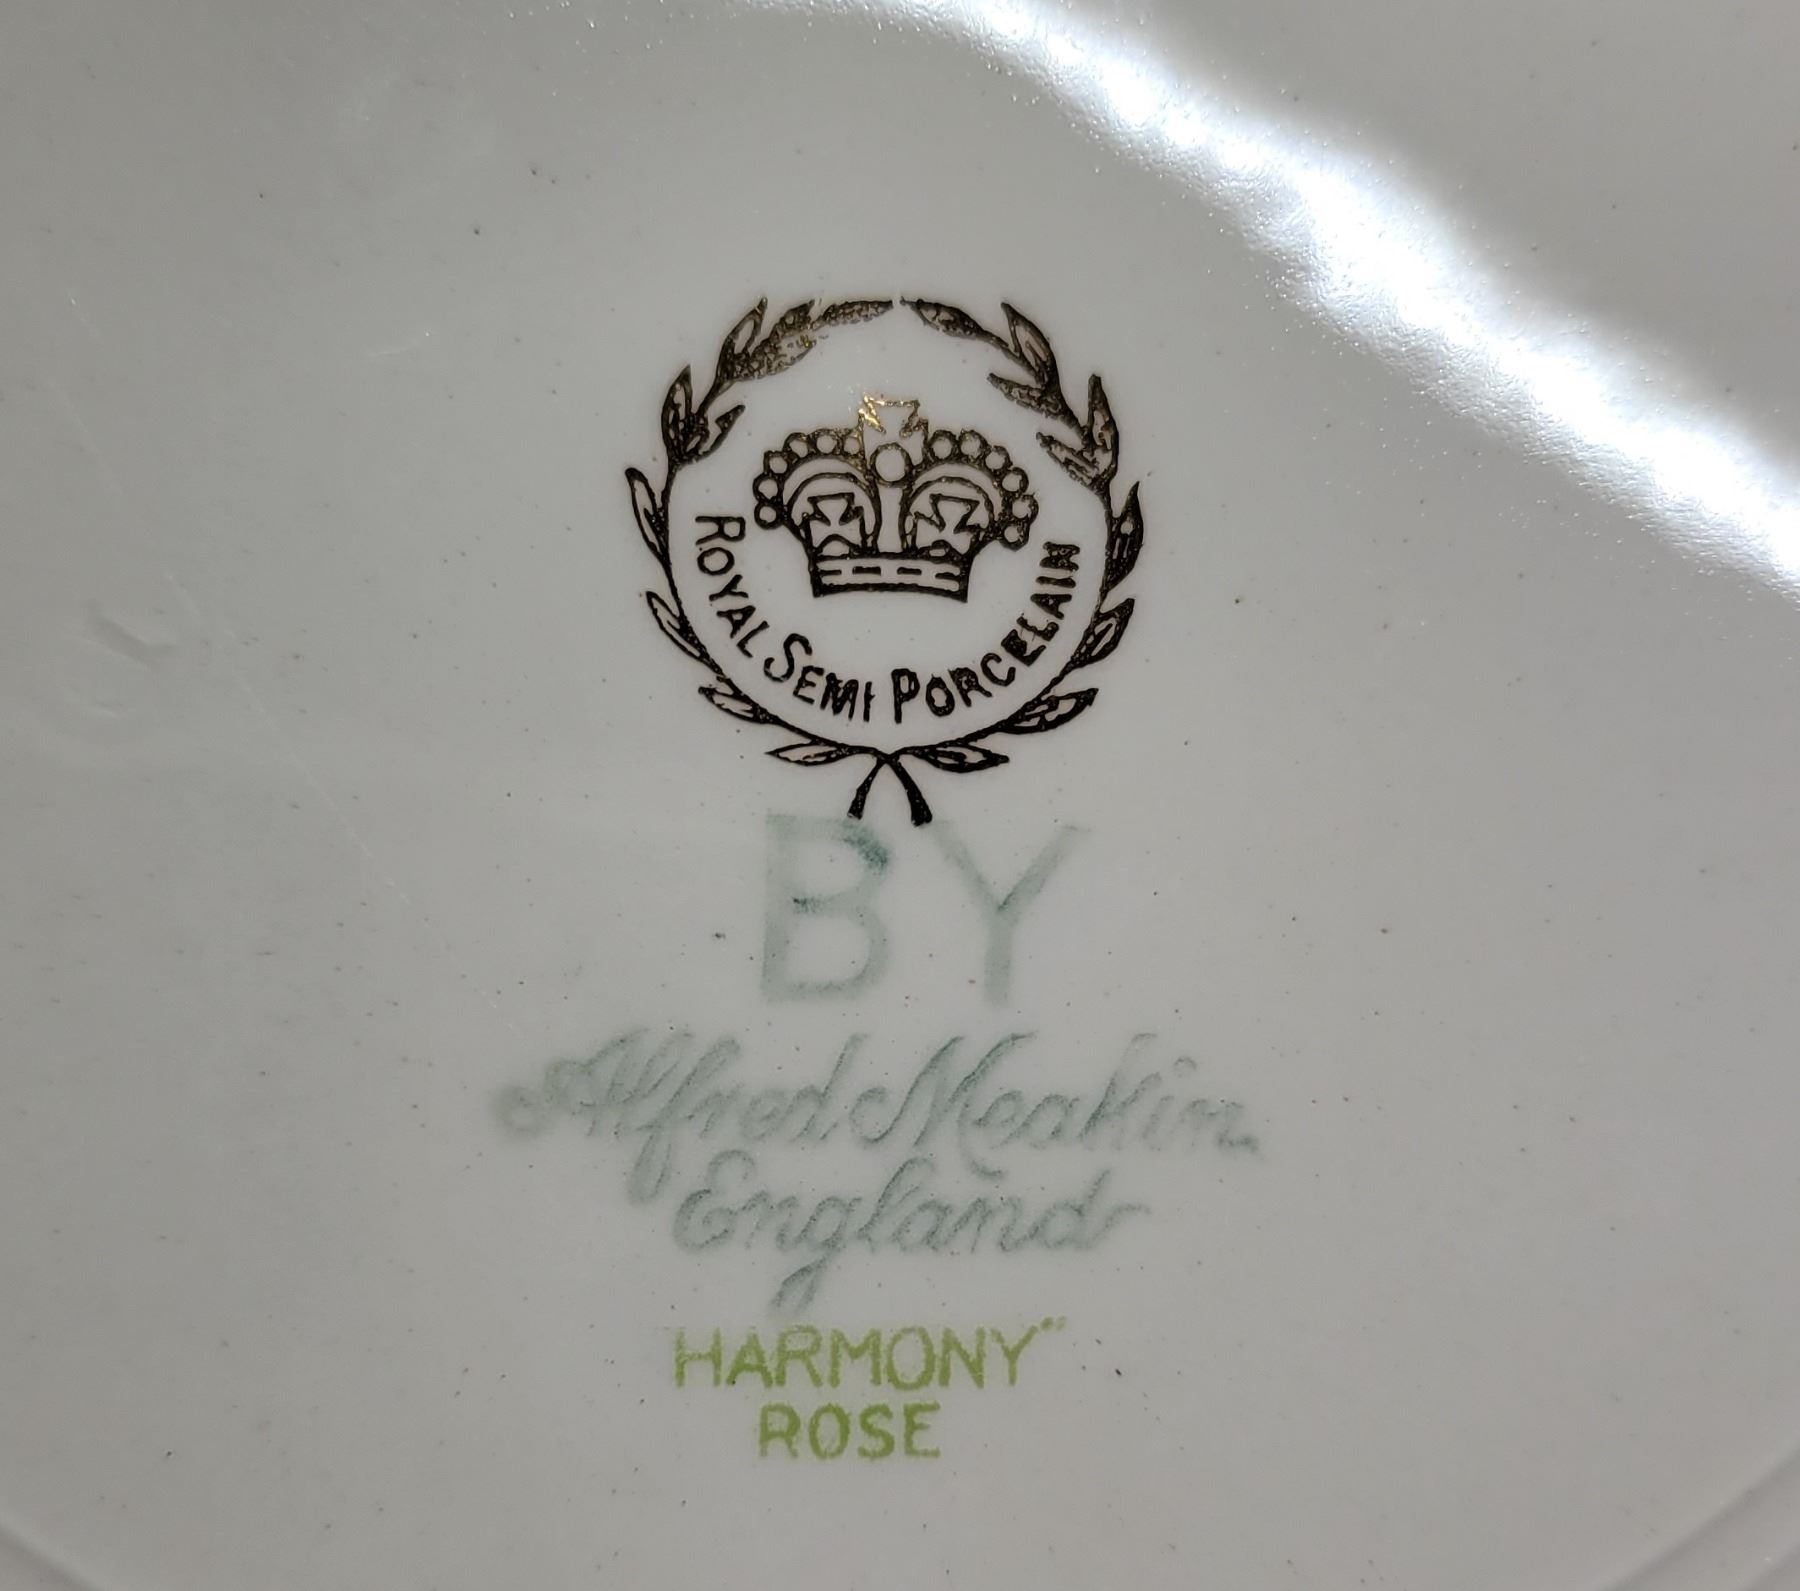 ROYAL SEMI PORCELAIN
BY
Alfred Meakin
England
HARMONY"
ROSE